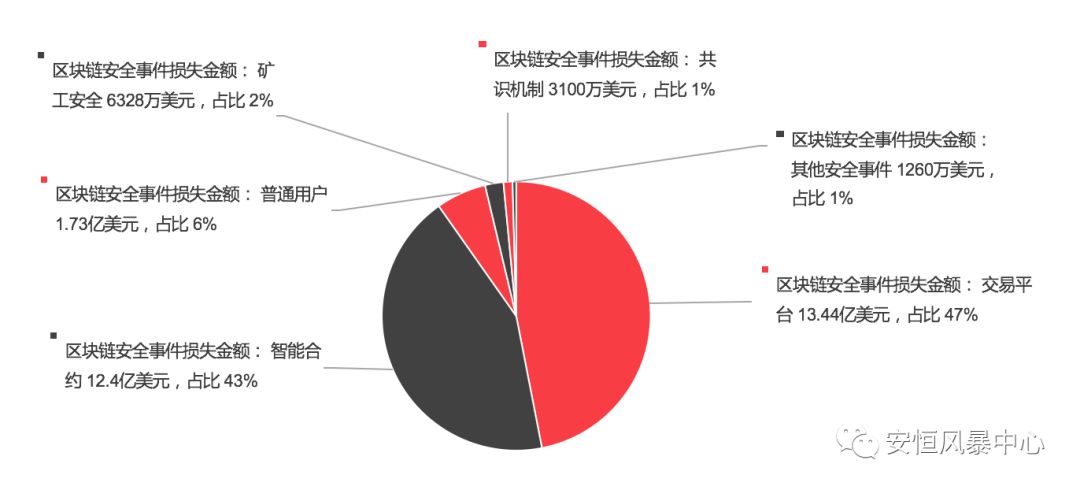 区块链安全事件损失金额： 矿
工安全 6328万美元，占比 2%
区块链安全事件损失金额： 共
识机制 3100万美元，占比 1%
区块链安全事件损失金额：
其他安全事件 1260万美元，
占比 1%
区块链安全事件损失金额： 普通用户
1.73亿美元，占比 6%
区块链安全事件损失金额： 交易平
台 13.44亿美元，占比 47%
区块链安全事件损失金额： 智能合
约 12.4亿美元，占比 43%
安恒风暴中心